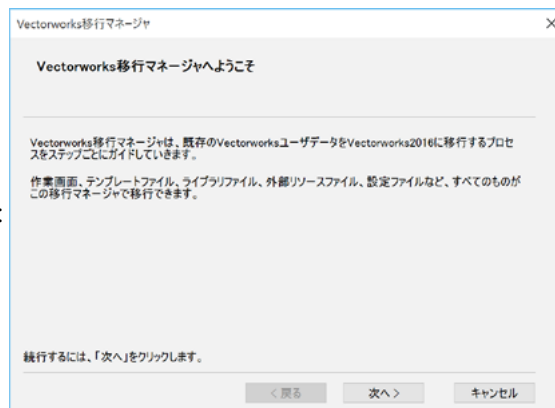 Vectorworks移行マネージャ
Vectorworks移行マネージャへようこそ
Vectorworks移行マネージャは、既存のVectorworksユーザデータをVectorworks2016に移行するプロセ
スをステップごとにガイドしていきます。
作業画面、テンプレートファイル、ライブラリファイル、外部リソースファイル、設定ファイルなど、すべてのものが
この移行マネージャで移行できます。
続行するには、「次へ」をクリックします。
< 戻る
次へ >
キャンセル